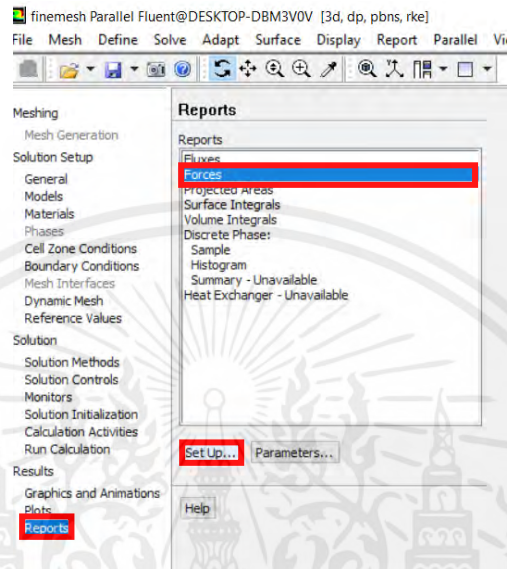 finemesh Parallel Fluent@DESKTOP-DBM3V0V [3d, dp, pbns, rke]
File Mesh Define Solve Adapt Surface Display Report Parallel
Meshing
Mesh Generation
Solution Setup
General
Models
Materials
Phases
Cell Zone Conditions
Boundary Conditions
Mesh Interfaces
Dynamic Mesh
Reference Values
Solution
Solution Methods
Solution Controls
Monitors
Solution Initialization
Calculation Activities
Run Calculation
Results
Graphics and Animations
Plots
Reports
Reports
Reports
Fluxes
Forces
Projected Areas
Surface Integrals
Volume Integrals
Discrete Phase:
Sample
Histogram
Summary - Unavailable
Heat Exchanger - Unavailable
Set Up... Parameters...
Help